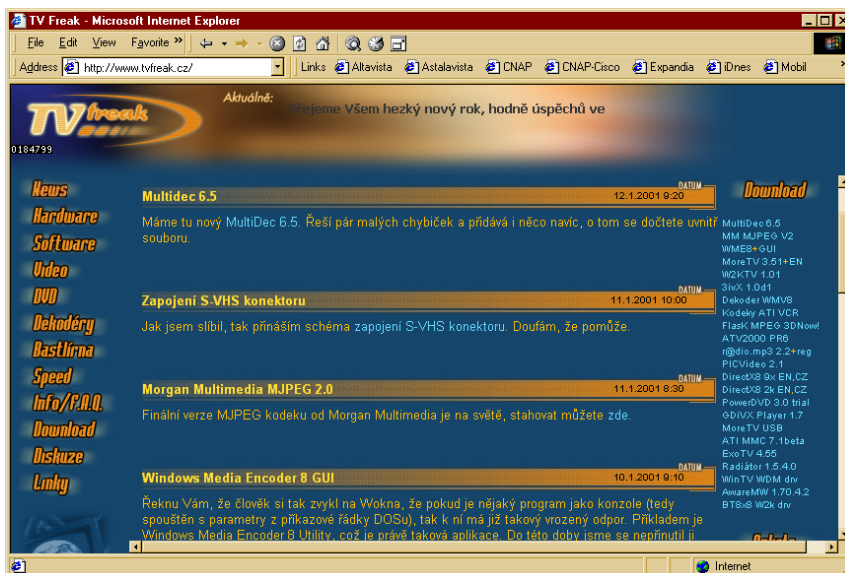 TV Freak - Microsoft Internet Explorer
File Edit View Favorite »
Address http://www.tvfreak.cz/ Links Altavista Astalavista CNAP CNAP-Cisco Expandia iDnes Mobil »
TV freak
Aktuálně:
Přejeme Všem hezký nový rok, hodně úspěchů ve
0184799
News
Hardware
Software
Video
DVD
Dekodéry
Bastlírna
Speed
Info/F.A.Q.
Download
Diskuze
Linky
DATUM
Multidec 6.5 12.1.2001 9:20
Máme tu nový MultiDec 6.5. Řeší pár malých chybiček a přidává i něco navíc, o tom se dočtete uvnitř
souboru.
DATUM
Zapojení S-VHS konektoru 11.1.2001 10:00
Jak jsem slíbil, tak přináším schéma zapojení S-VHS konektoru. Doufám, že pomůže.
DATUM
Morgan Multimedia MJPEG 2.0 11.1.2001 8:30
Finální verze MJPEG kodeku od Morgan Multimedia je na světě, stahovat můžete zde.
DATUM
Windows Media Encoder 8 GUI 10.1.2001 9:10
Řeknu Vám, že člověk si tak zvykl na Wokna, že pokud je nějaký program jako konzole (tedy
spouštěn s parametry z příkazové řádky DOSu), tak k ní má již takový vrozený odpor. Příkladem je
Windows Media Encoder 8 Utility, což je právě taková aplikace. Do této doby jsme se nepřinutil ji
Download
MultiDec 6.5
MM MJPEG V2
WME8+GUI
MoreTV 3.51+EN
W2KTV 1.01
3ivX 1.0d1
Dekoder WMV8
Kodeky ATI VCR
FlasK MPEG 3DNow!
ATV2000 PR6
r@dio.mp3 2.2+reg
PICVideo 2.1
DirectX8 9x EN,CZ
DirectX8 2k EN,CZ
PowerDVD 3.0 trial
GDiVX Player 1.7
MoreTV USB
ATI MMC 7.1beta
ExoTV 4.55
Radiátor 1.5.4.0
WinTV WDM drv
AwareMW 1.70.4.2
BT8x8 W2k drv
Internet